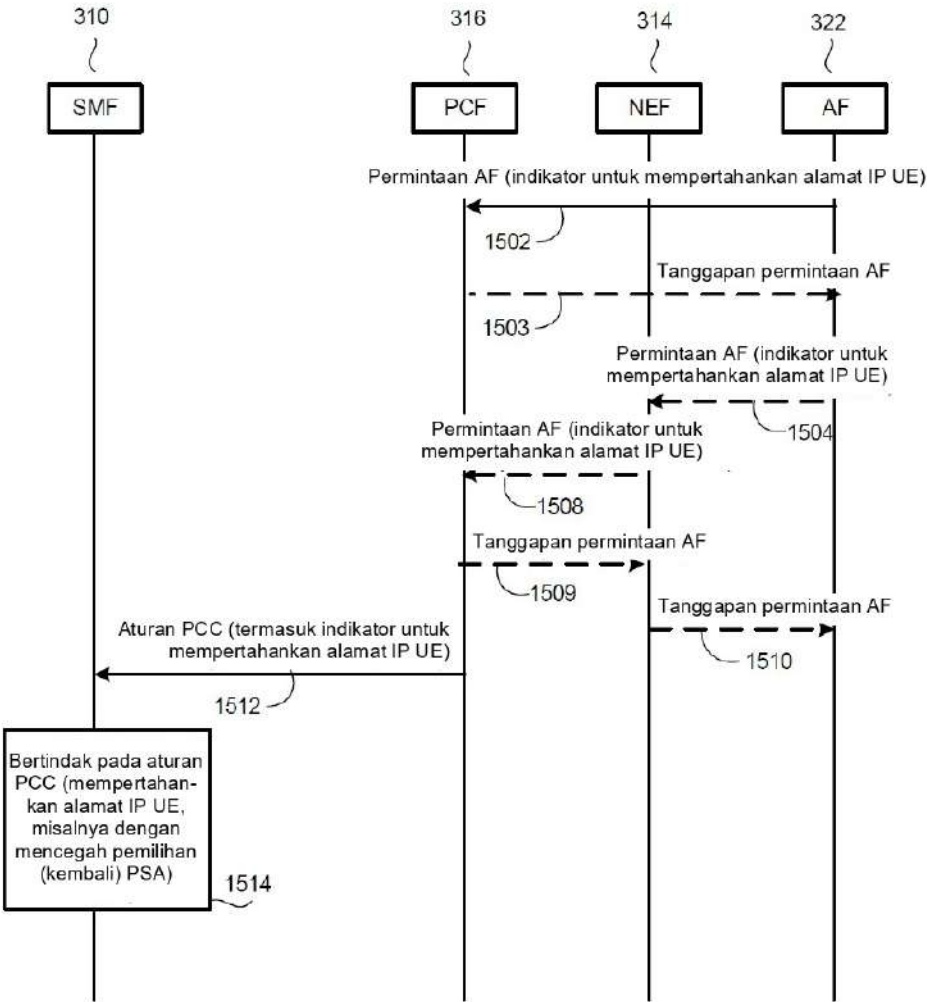 310
316
314
322
SMF
PCF
NEF
AF
Permintaan AF (indikator untuk mempertahankan alamat IP UE)
1502
Tanggapan permintaan AF
1503
Permintaan AF (indikator untuk
mempertahankan alamat IP UE)
1504
Permintaan AF (indikator untuk
mempertahankan alamat IP UE)
1508
Tanggapan permintaan AF
1509
Tanggapan permintaan AF
1510
Aturan PCC (termasuk indikator untuk
mempertahankan alamat IP UE)
1512
Bertindak pada aturan
PCC (mempertahan-
kan alamat IP UE,
misalnya dengan
mencegah pemilihan
(kembali) PSA)
1514